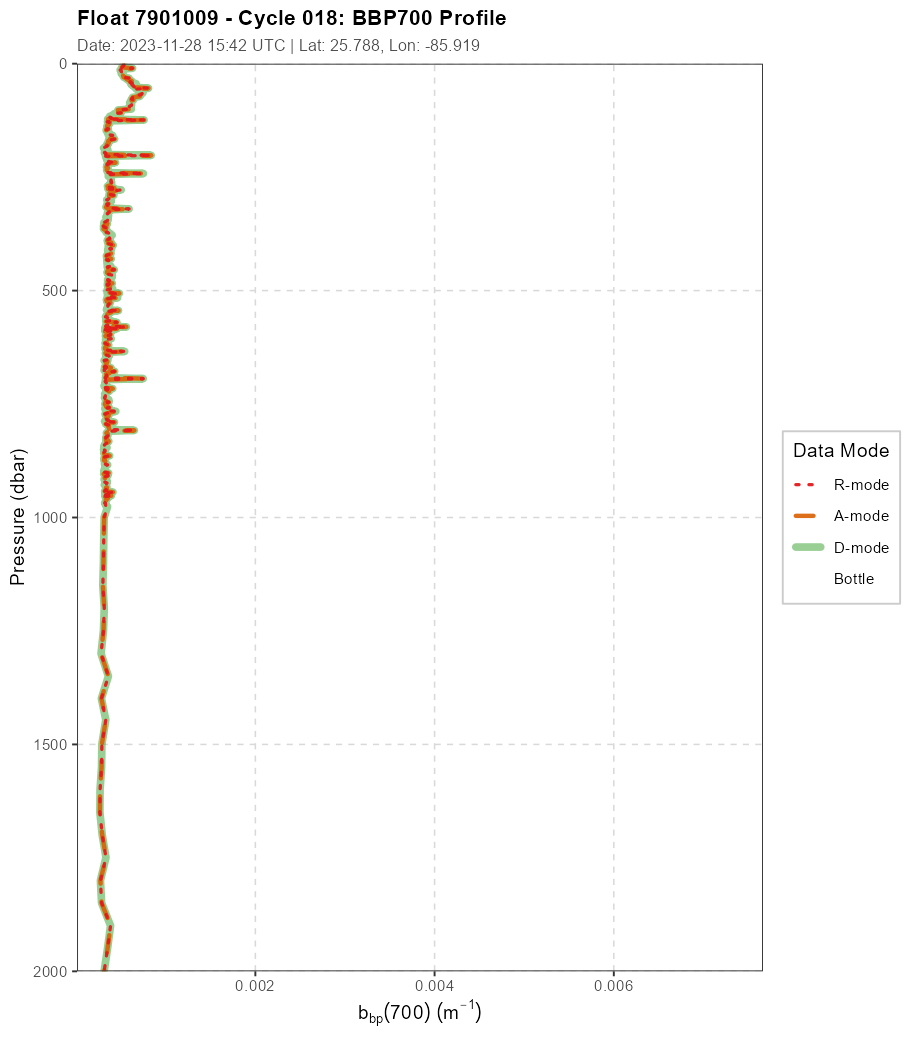 Float 7901009 - Cycle 018: BBP700 Profile
Date: 2023-11-28 15:42 UTC | Lat: 25.788, Lon: -85.919
0
500
1000
1500
2000
Pressure (dbar)
0.002
0.004
0.006
b_bp(700) (m⁻¹)
Data Mode
R-mode
A-mode
D-mode
Bottle